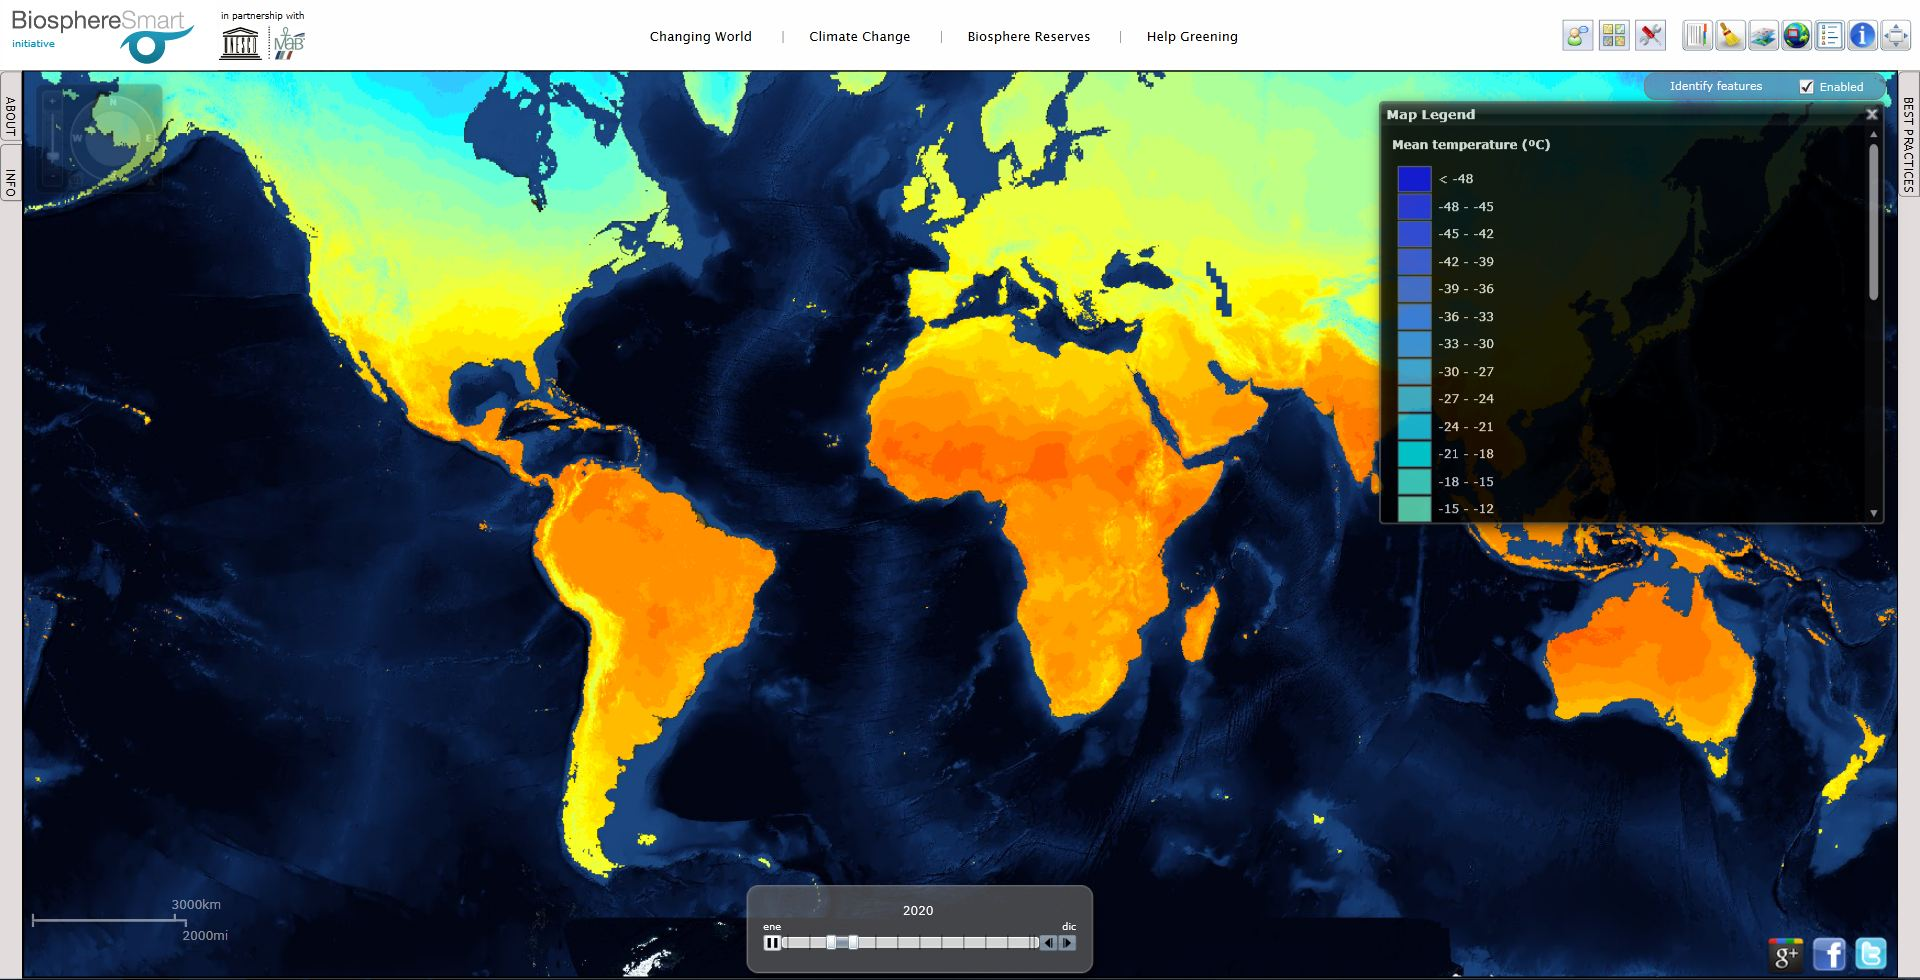 BiosphereSmart
initiative
in partnership with
UNESCO
MaB
Changing World
Climate Change
Biosphere Reserves
Help Greening
Identify features
Enabled
ABOUT
INFO
BEST PRACTICES
N
W
E
Map Legend
Mean temperature (ºC)
< -48
-48 - -45
-45 - -42
-42 - -39
-39 - -36
-36 - -33
-33 - -30
-30 - -27
-27 - -24
-24 - -21
-21 - -18
-18 - -15
-15 - -12
3000km
2000mi
2020
ene
dic
g+
f